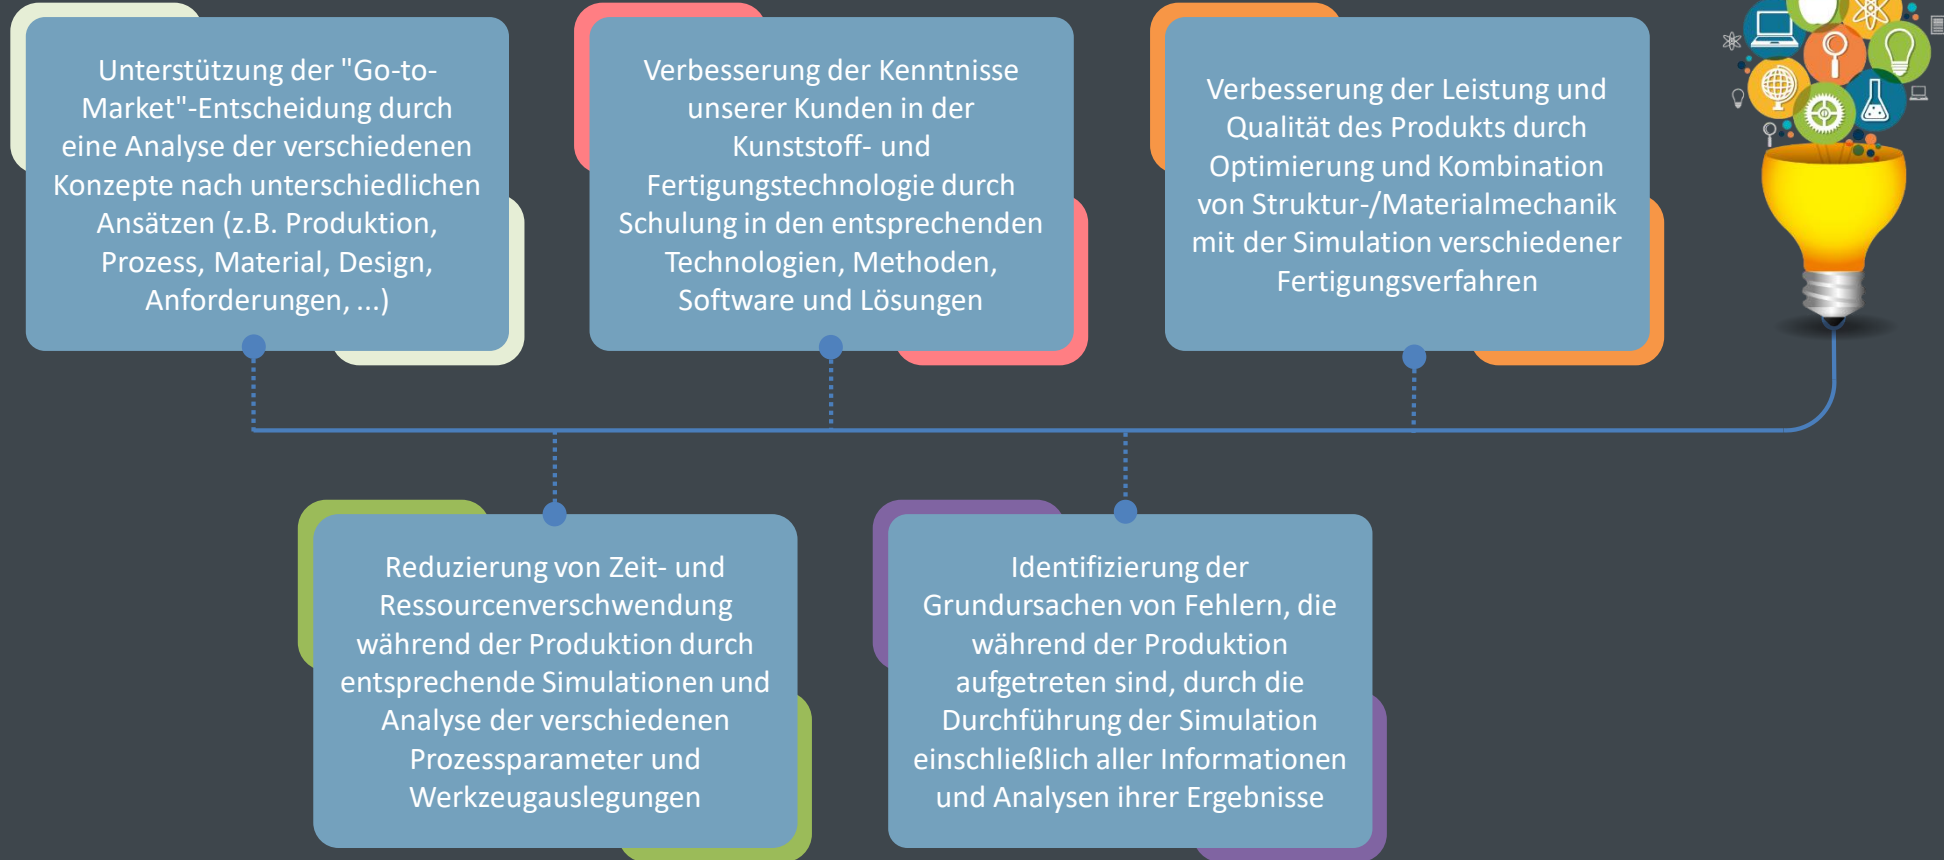 Unterstützung der "Go-to-
Market"-Entscheidung durch
eine Analyse der verschiedenen
Konzepte nach unterschiedlichen
Ansätzen (z.B. Produktion,
Prozess, Material, Design,
Anforderungen, ...)
Verbesserung der Kenntnisse
unserer Kunden in der
Kunststoff- und
Fertigungstechnologie durch
Schulung in den entsprechenden
Technologien, Methoden,
Software und Lösungen
Verbesserung der Leistung und
Qualität des Produkts durch
Optimierung und Kombination
von Struktur-/Materialmechanik
mit der Simulation verschiedener
Fertigungsverfahren
Reduzierung von Zeit- und
Ressourcenverschwendung
während der Produktion durch
entsprechende Simulationen und
Analyse der verschiedenen
Prozessparameter und
Werkzeugauslegungen
Identifizierung der
Grundursachen von Fehlern, die
während der Produktion
aufgetreten sind, durch die
Durchführung der Simulation
einschließlich aller Informationen
und Analysen ihrer Ergebnisse